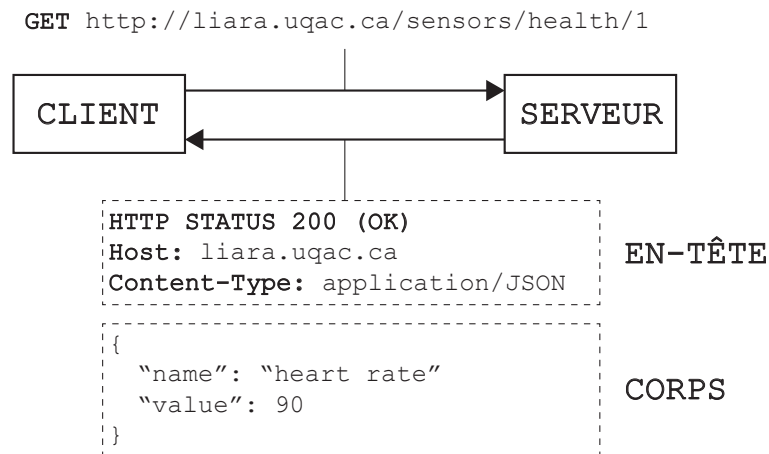 GET http://liara.uqac.ca/sensors/health/1
CLIENT
SERVEUR
HTTP STATUS 200 (OK)
Host: liara.uqac.ca
Content-Type: application/JSON
EN-TÊTE
{
“name”: “heart rate”
“value”: 90
}
CORPS